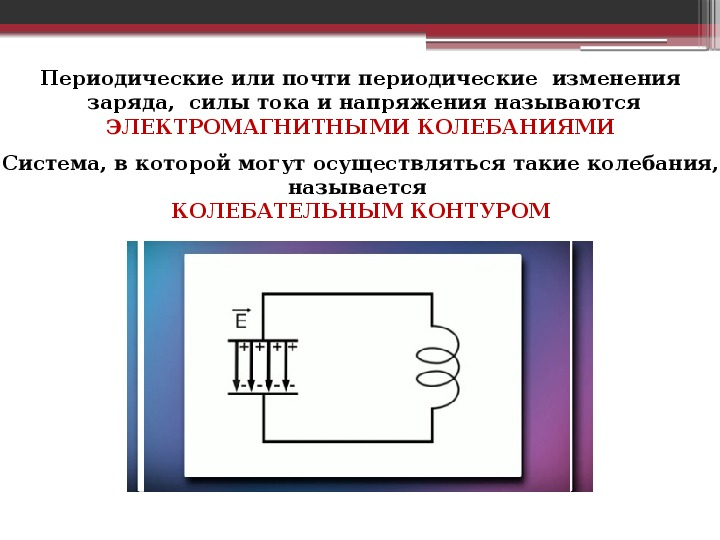 Периодические или почти периодические изменения
заряда, силы тока и напряжения называются
ЭЛЕКТРОМАГНИТНЫМИ КОЛЕБАНИЯМИ
Система, в которой могут осуществляться такие колебания,
называется
КОЛЕБАТЕЛЬНЫМ КОНТУРОМ
E
+ + + +
- - - -